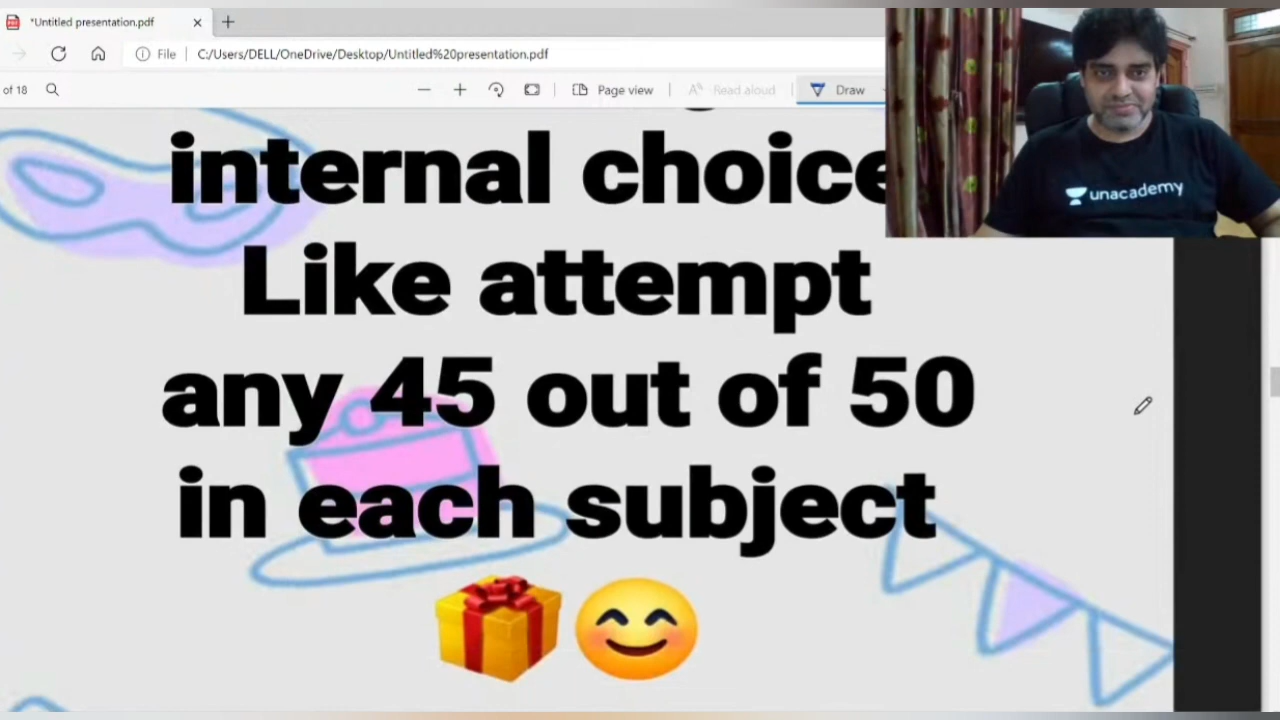 *Untitled presentation.pdf
File
C:/Users/DELL/OneDrive/Desktop/Untitled%20presentation.pdf
of 18
Page view
Read aloud
Draw
internal choice
Like attempt
any 45 out of 50
in each subject
unacademy